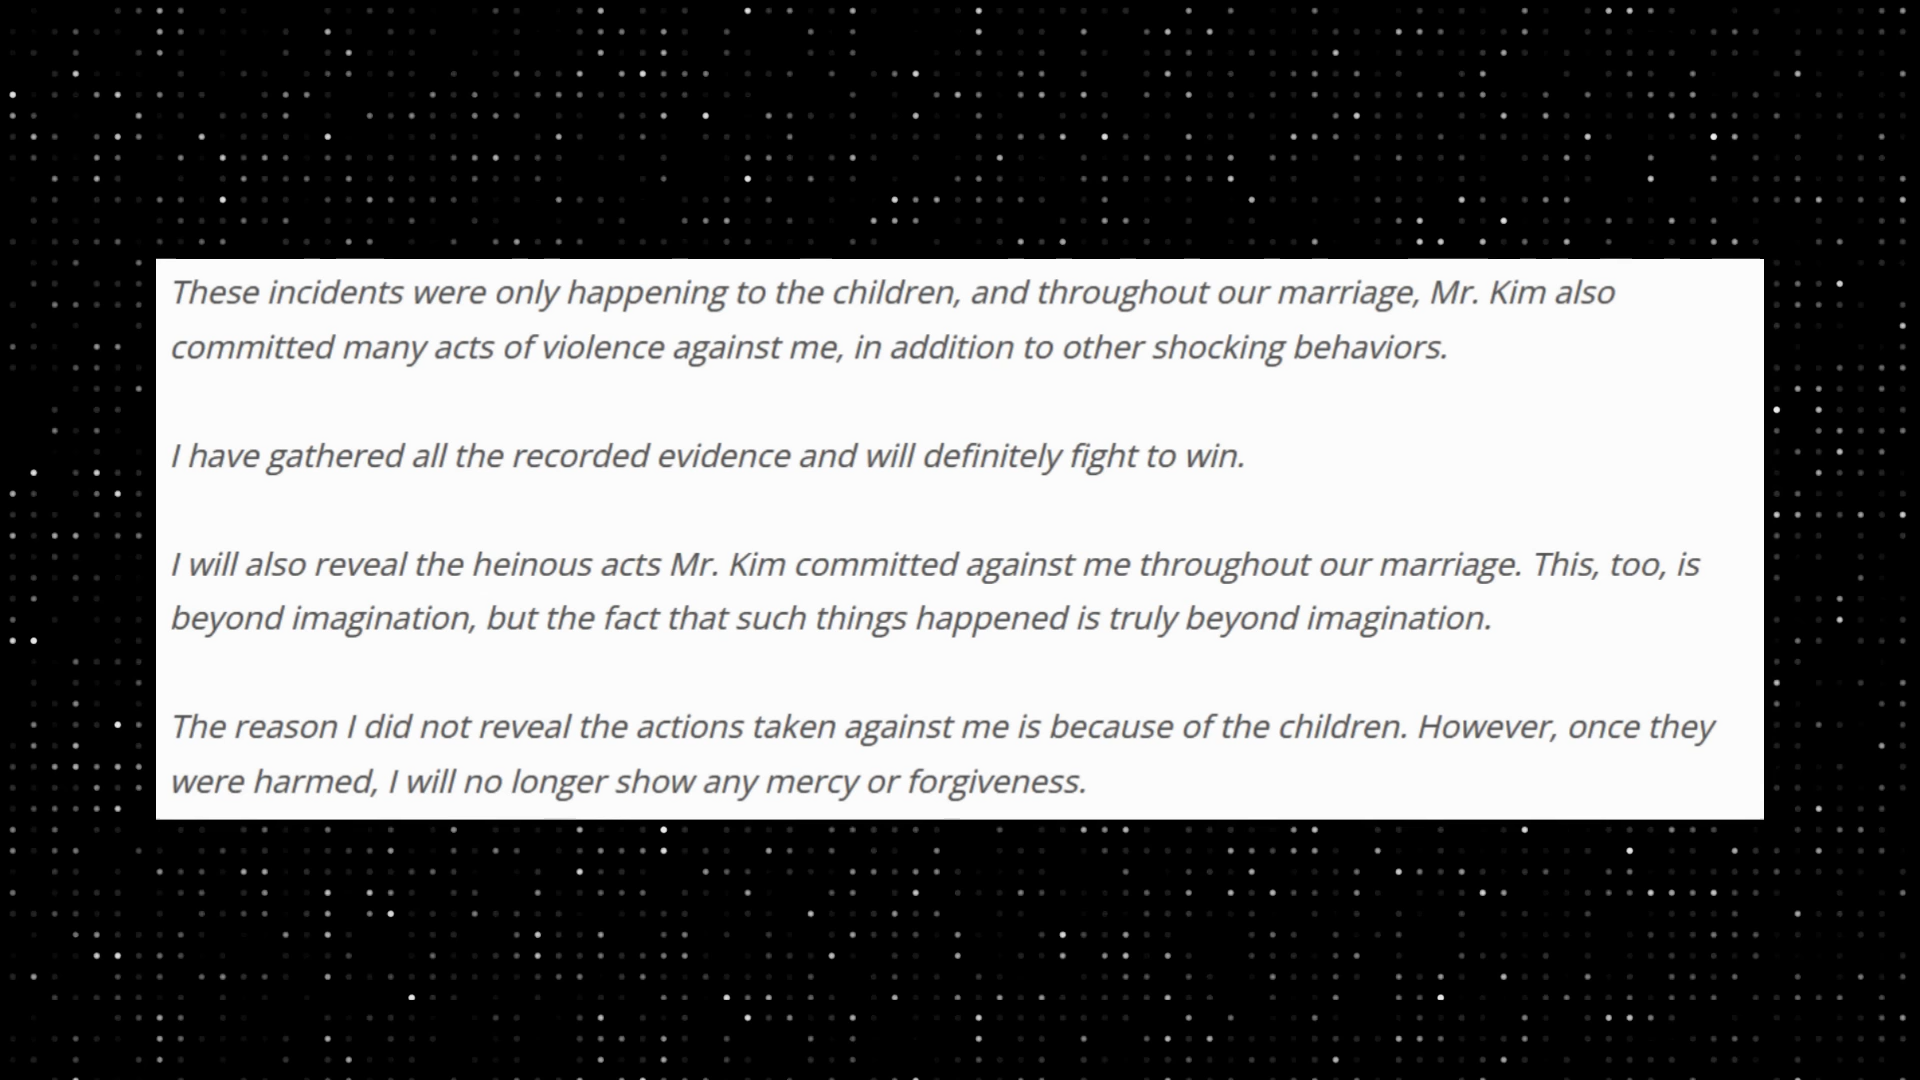 These incidents were only happening to the children, and throughout our marriage, Mr. Kim also
committed many acts of violence against me, in addition to other shocking behaviors.
I have gathered all the recorded evidence and will definitely fight to win.
I will also reveal the heinous acts Mr. Kim committed against me throughout our marriage. This, too, is
beyond imagination, but the fact that such things happened is truly beyond imagination.
The reason I did not reveal the actions taken against me is because of the children. However, once they
were harmed, I will no longer show any mercy or forgiveness.